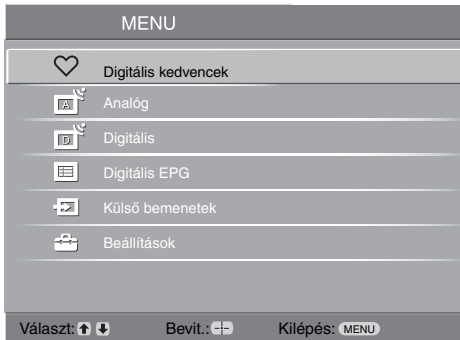 MENU
Digitális kedvencek
A Analóg
D Digitális
Digitális EPG
Külső bemenetek
Beállítások
Választ: Bevit.: Kilépés: MENU